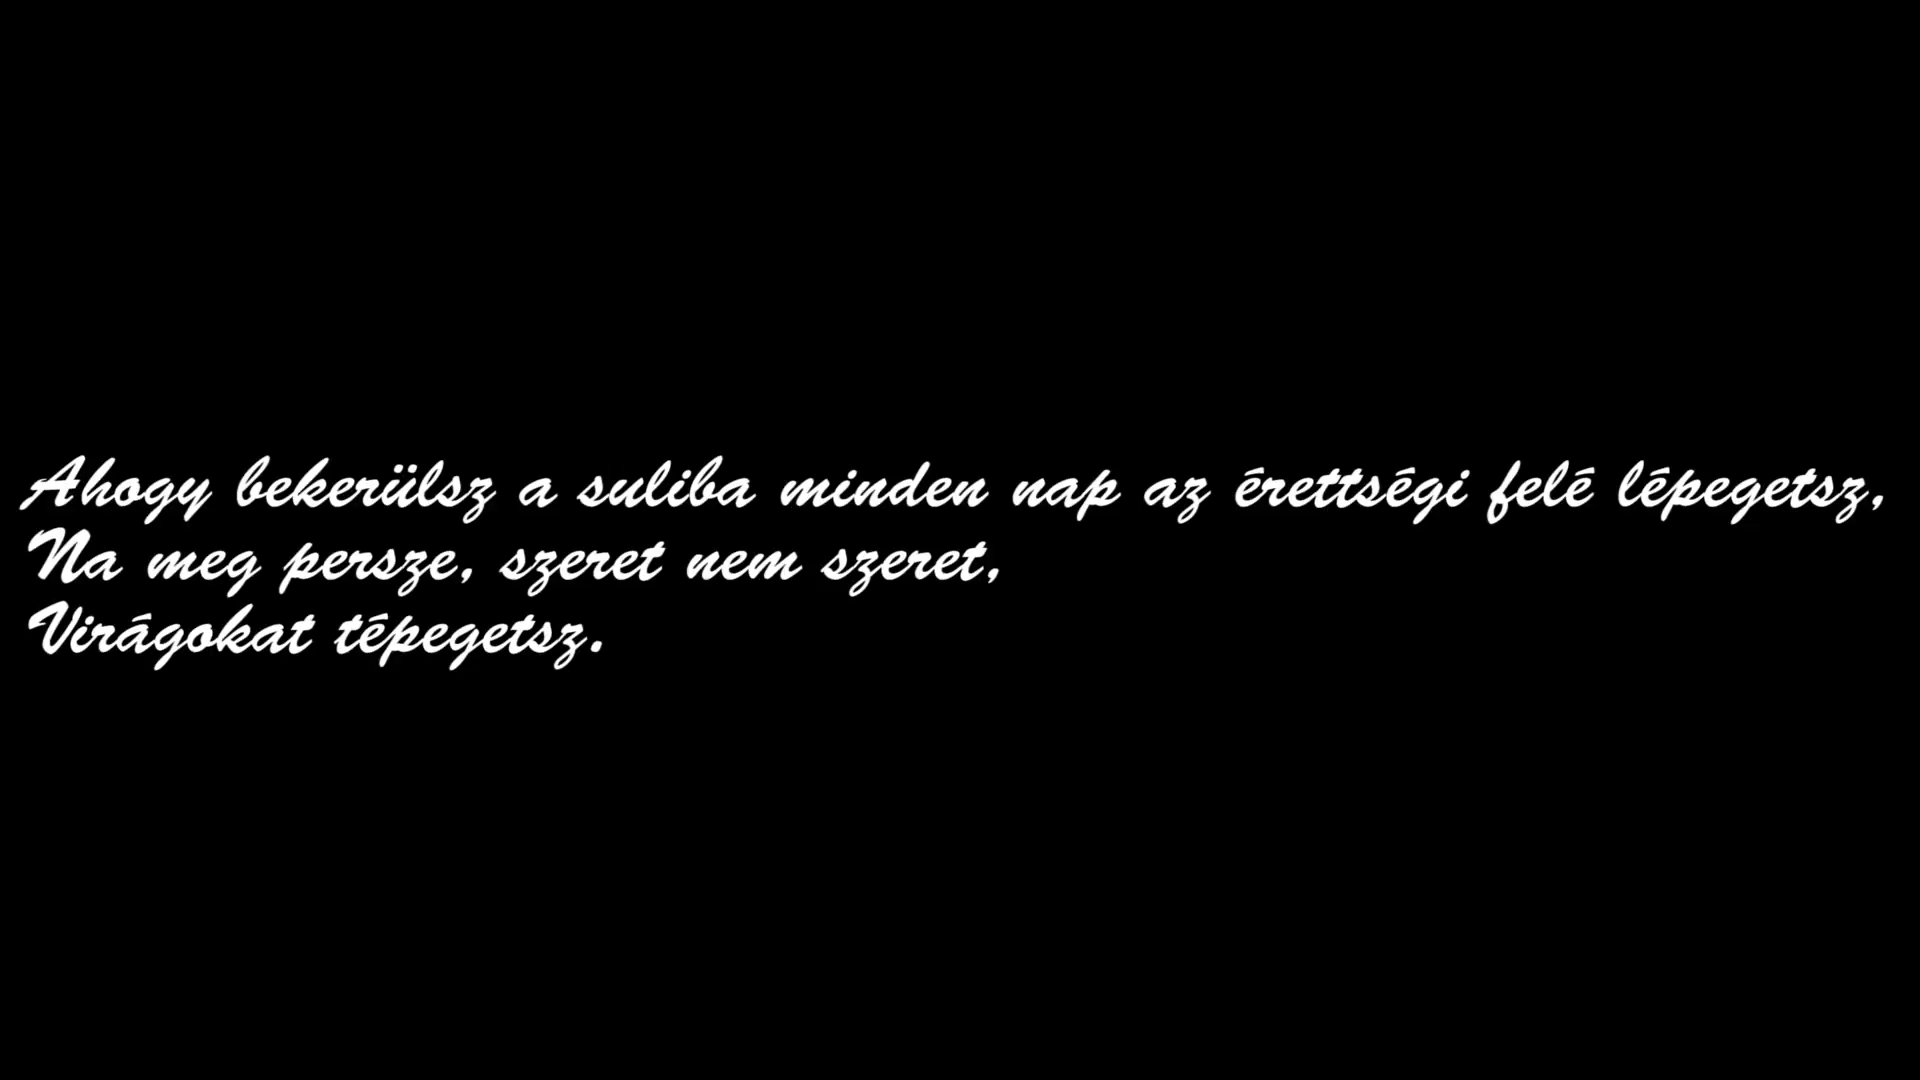 Ahogy bekerülsz a suliba minden nap az érettségi felé lépegetsz,
Na meg persze, szeret nem szeret,
Virágokat tépegetsz.